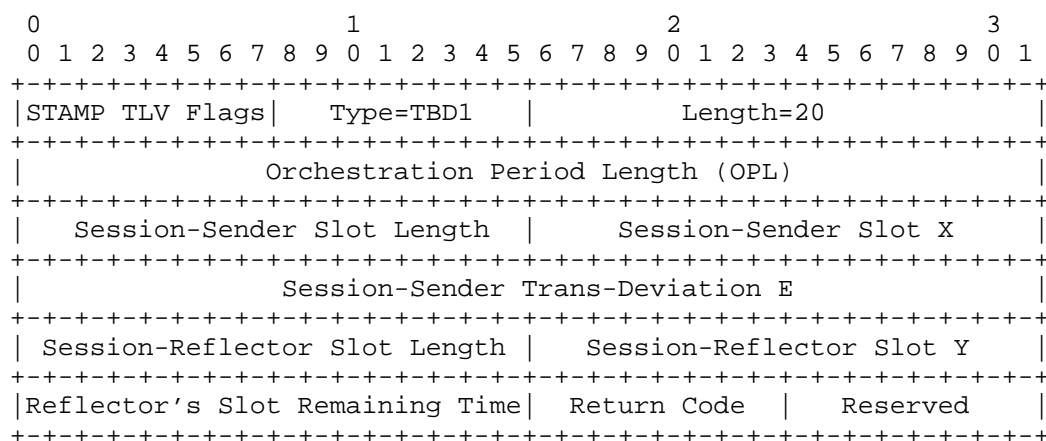 0                   1                   2                   3
 0 1 2 3 4 5 6 7 8 9 0 1 2 3 4 5 6 7 8 9 0 1 2 3 4 5 6 7 8 9 0 1
+-+-+-+-+-+-+-+-+-+-+-+-+-+-+-+-+-+-+-+-+-+-+-+-+-+-+-+-+-+-+-+-+
|STAMP TLV Flags|   Type=TBD1   |         Length=20             |
+-+-+-+-+-+-+-+-+-+-+-+-+-+-+-+-+-+-+-+-+-+-+-+-+-+-+-+-+-+-+-+-+
|               Orchestration Period Length (OPL)               |
+-+-+-+-+-+-+-+-+-+-+-+-+-+-+-+-+-+-+-+-+-+-+-+-+-+-+-+-+-+-+-+-+
|   Session-Sender Slot Length  |     Session-Sender Slot X     |
+-+-+-+-+-+-+-+-+-+-+-+-+-+-+-+-+-+-+-+-+-+-+-+-+-+-+-+-+-+-+-+-+
|                Session-Sender Trans-Deviation E               |
+-+-+-+-+-+-+-+-+-+-+-+-+-+-+-+-+-+-+-+-+-+-+-+-+-+-+-+-+-+-+-+-+
| Session-Reflector Slot Length |   Session-Reflector Slot Y    |
+-+-+-+-+-+-+-+-+-+-+-+-+-+-+-+-+-+-+-+-+-+-+-+-+-+-+-+-+-+-+-+-+
|Reflector's Slot Remaining Time|  Return Code  |   Reserved    |
+-+-+-+-+-+-+-+-+-+-+-+-+-+-+-+-+-+-+-+-+-+-+-+-+-+-+-+-+-+-+-+-+